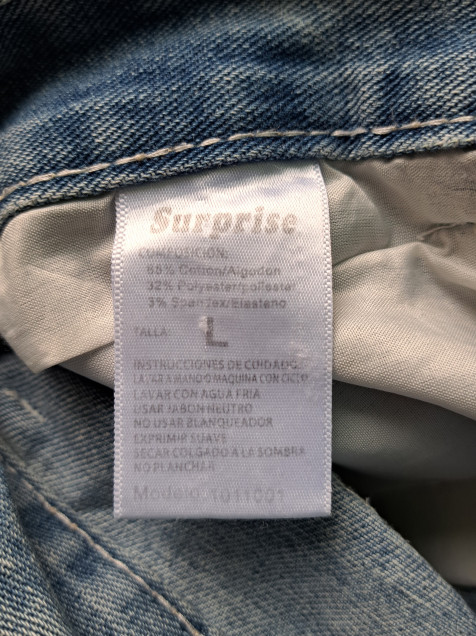 Surprise
COMPOSICIÓN:
65% Cotton/Algodon
32% Polyester/poliester
3% Spandex/Elastano
TALLA: L
INSTRUCCIONES DE CUIDADO:
LAVAR A MANO O MAQUINA CON CICLO
LAVAR CON AGUA FRIA
USAR JABON NEUTRO
NO USAR BLANQUEADOR
EXPRIMIR SUAVE
SECAR COLGADO A LA SOMBRA
NO PLANCHAR
Modelo: 1011001